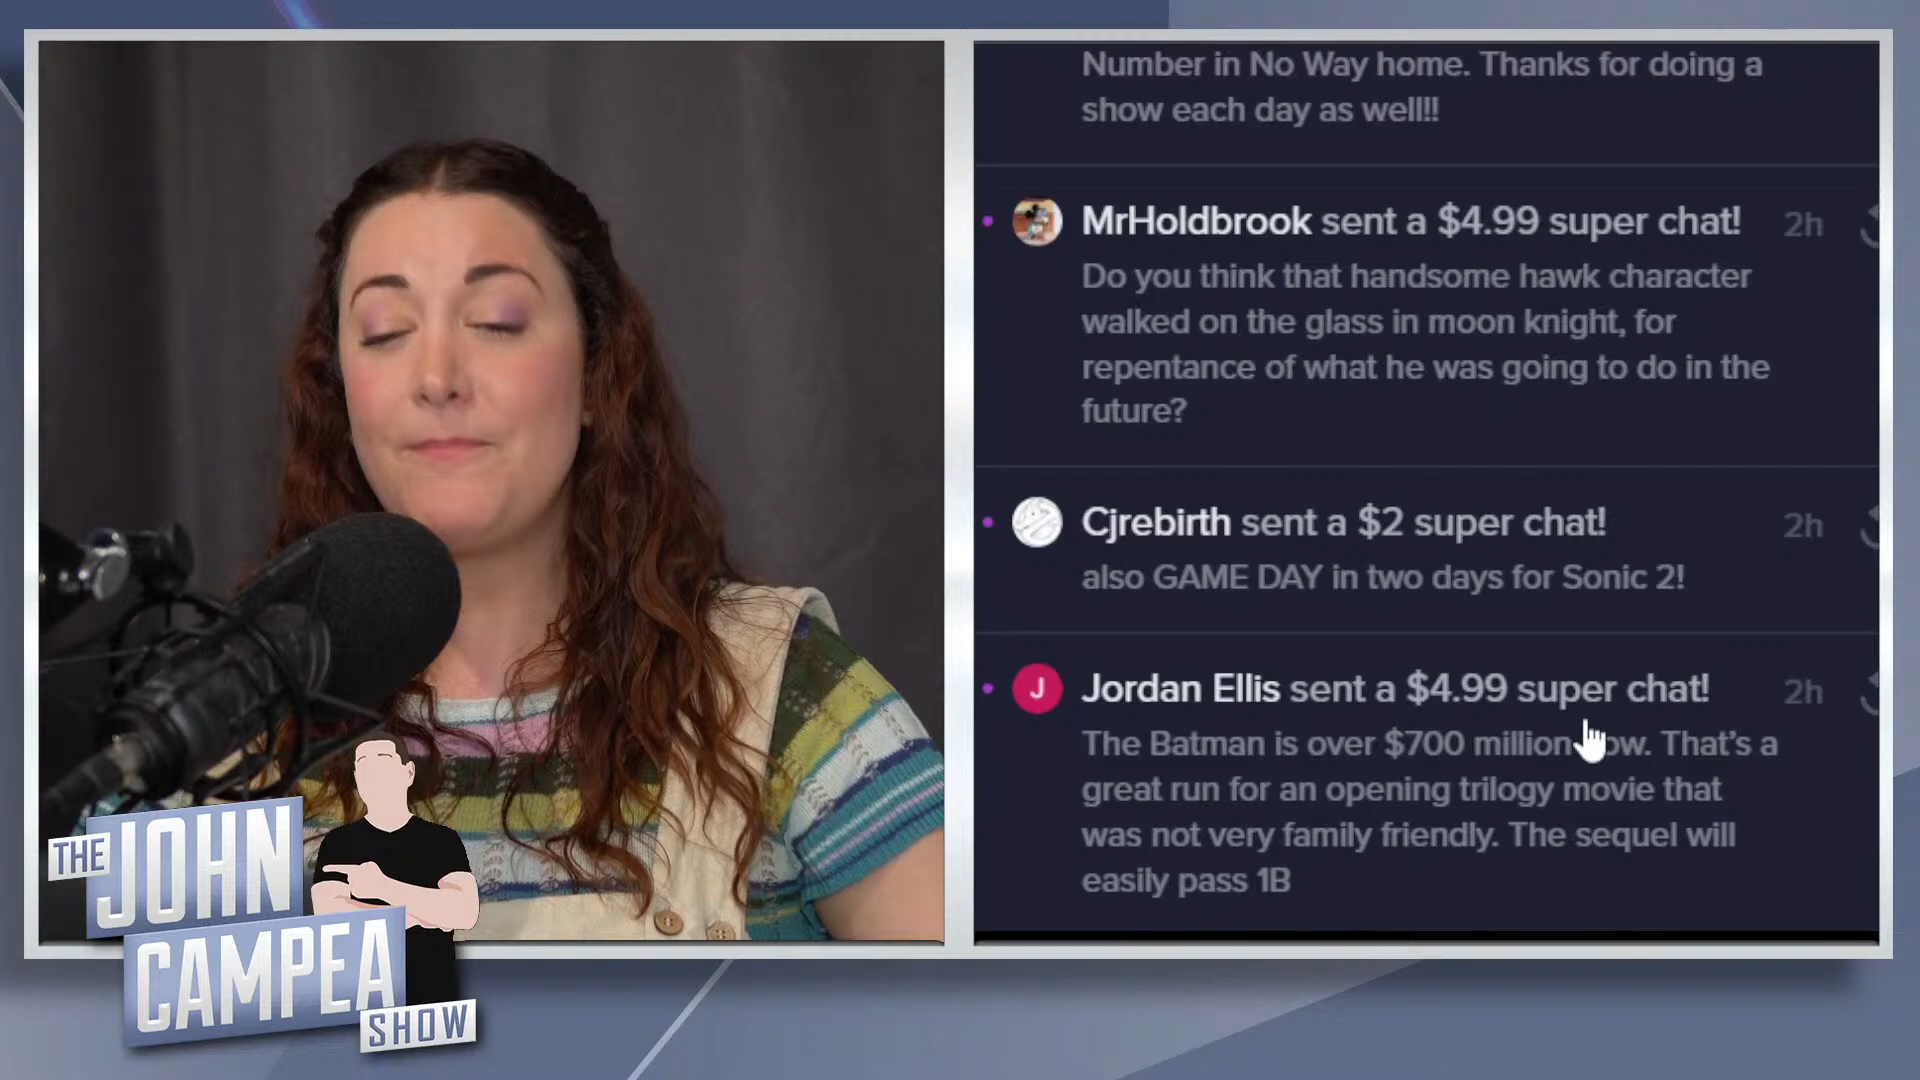 Number in No Way home. Thanks for doing a
show each day as well!!
MrHoldbrook sent a $4.99 super chat! 2h
Do you think that handsome hawk character
walked on the glass in moon knight, for
repentance of what he was going to do in the
future?
Cjrebirth sent a $2 super chat! 2h
also GAME DAY in two days for Sonic 2!
J Jordan Ellis sent a $4.99 super chat! 2h
The Batman is over $700 million That's a
great run for an opening trilogy movie that
was not very family friendly. The sequel will
easily pass 1B
THE
JOHN
CAMPEA
SHOW